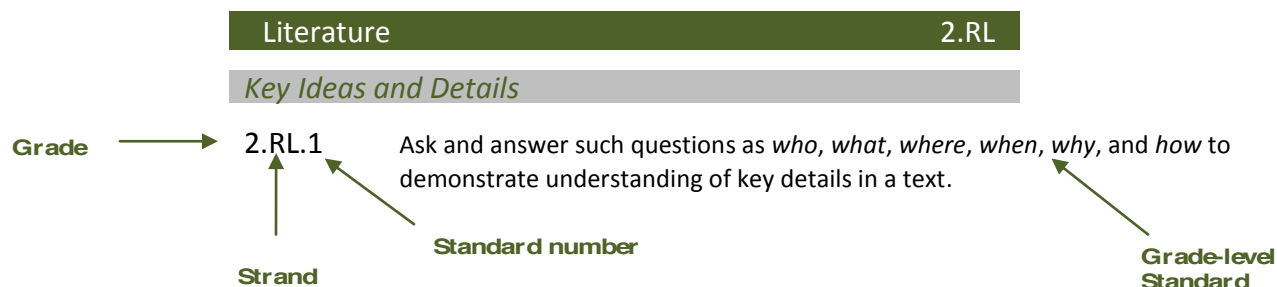 Literature 2.RL
Key Ideas and Details
Grade 2.RL.1 Ask and answer such questions as who, what, where, when, why, and how to
demonstrate understanding of key details in a text.
Standard number
Grade-level
Standard
Strand